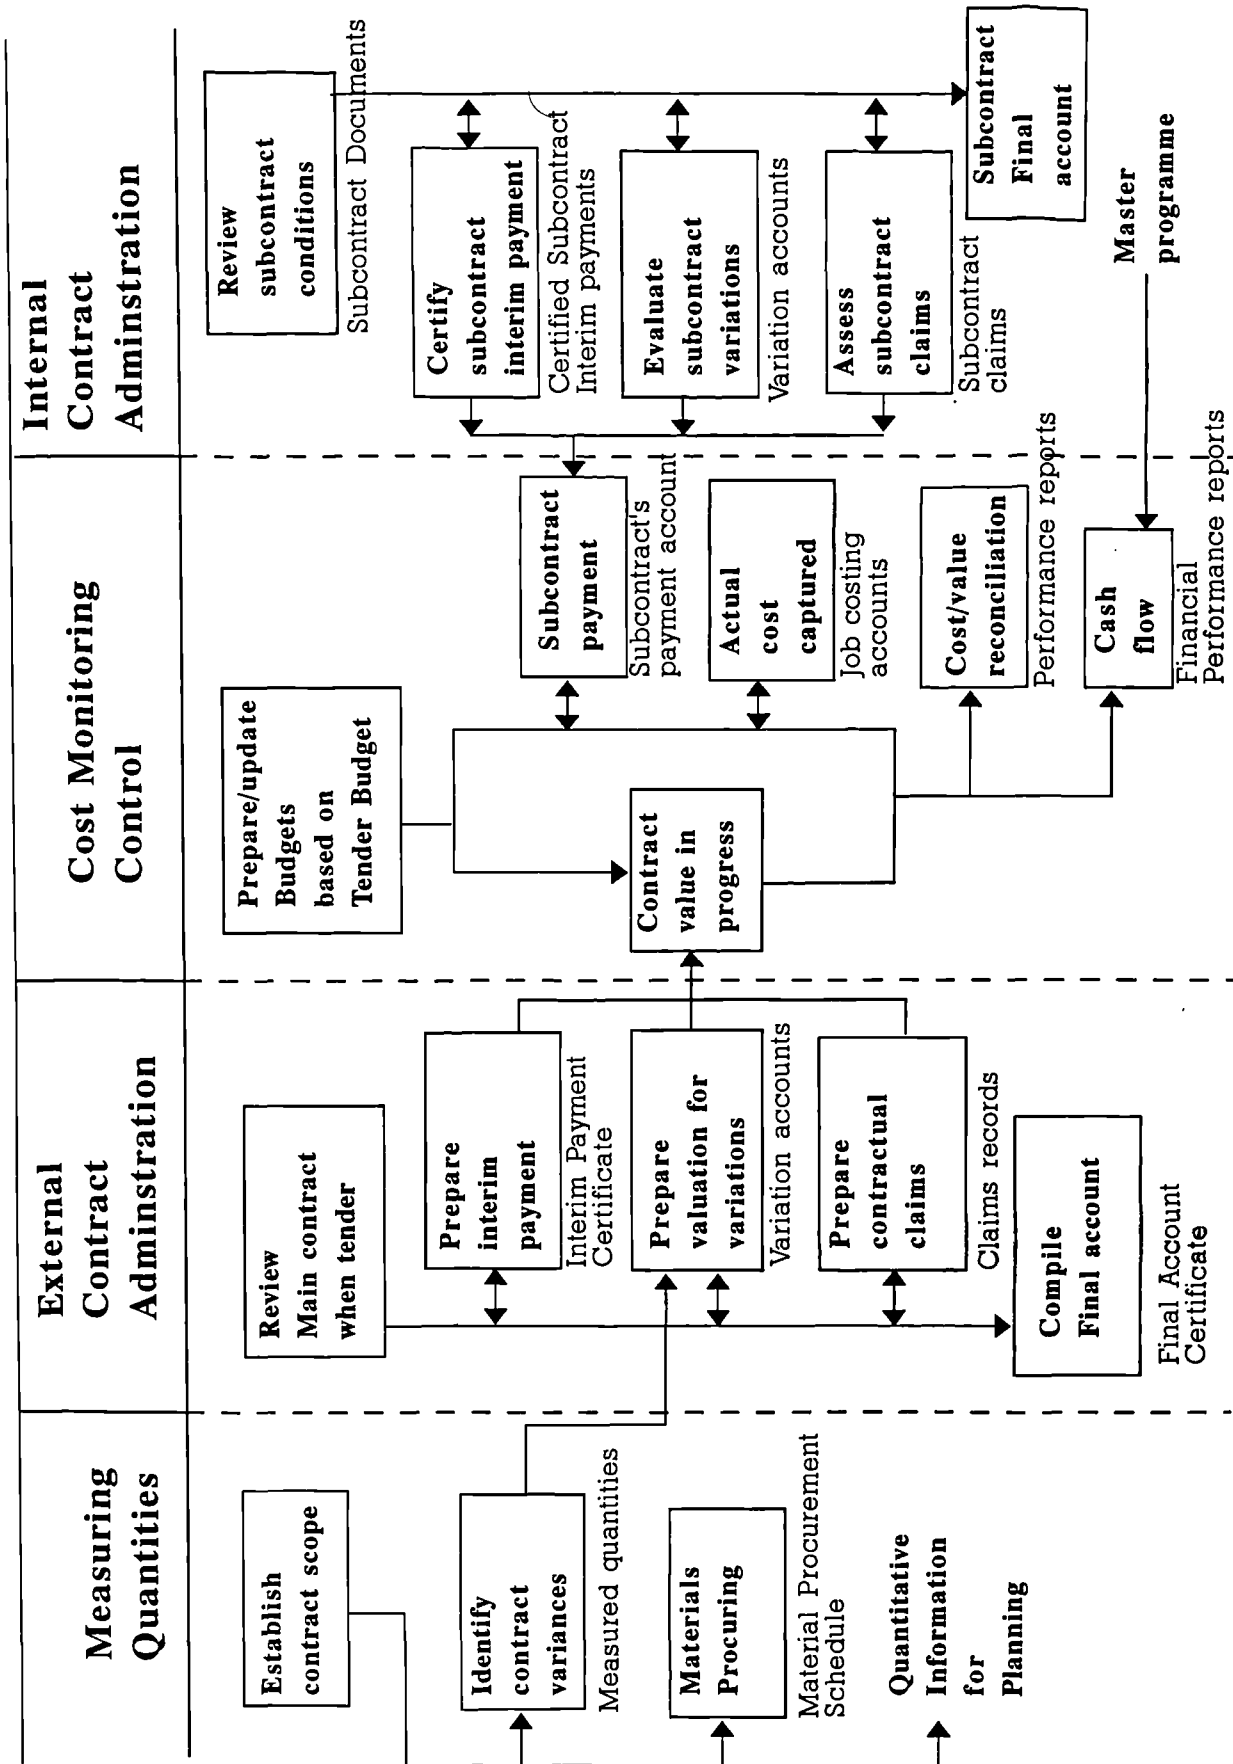 Measuring
Quantities
External
Contract
Adminstration
Cost Monitoring
Control
Internal
Contract
Adminstration
Establish
contract scope
Identify
contract
variances
Measured quantities
Materials
Procuring
Material Procurement
Schedule
Quantitative
Information
for
Planning
Review
Main contract
when tender
Prepare
interim
payment
Interim Payment
Certificate
Prepare
valuation for
variations
Variation accounts
Prepare
contractual
claims
Claims records
Compile
Final account
Final Account
Certificate
Prepare/update
Budgets
based on
Tender Budget
Contract
value in
progress
Subcontract
payment
Subcontract's
payment account
Actual
cost
captured
Job costing
accounts
Cost/value
reconciliation
Performance reports
Cash
flow
Financial
Performance reports
Review
subcontract
conditions
Subcontract Documents
Certify
subcontract
interim payment
Certified Subcontract
Interim payments
Evaluate
subcontract
variations
Variation accounts
Assess
subcontract
claims
Subcontract
claims
Subcontract
Final
account
Master
programme